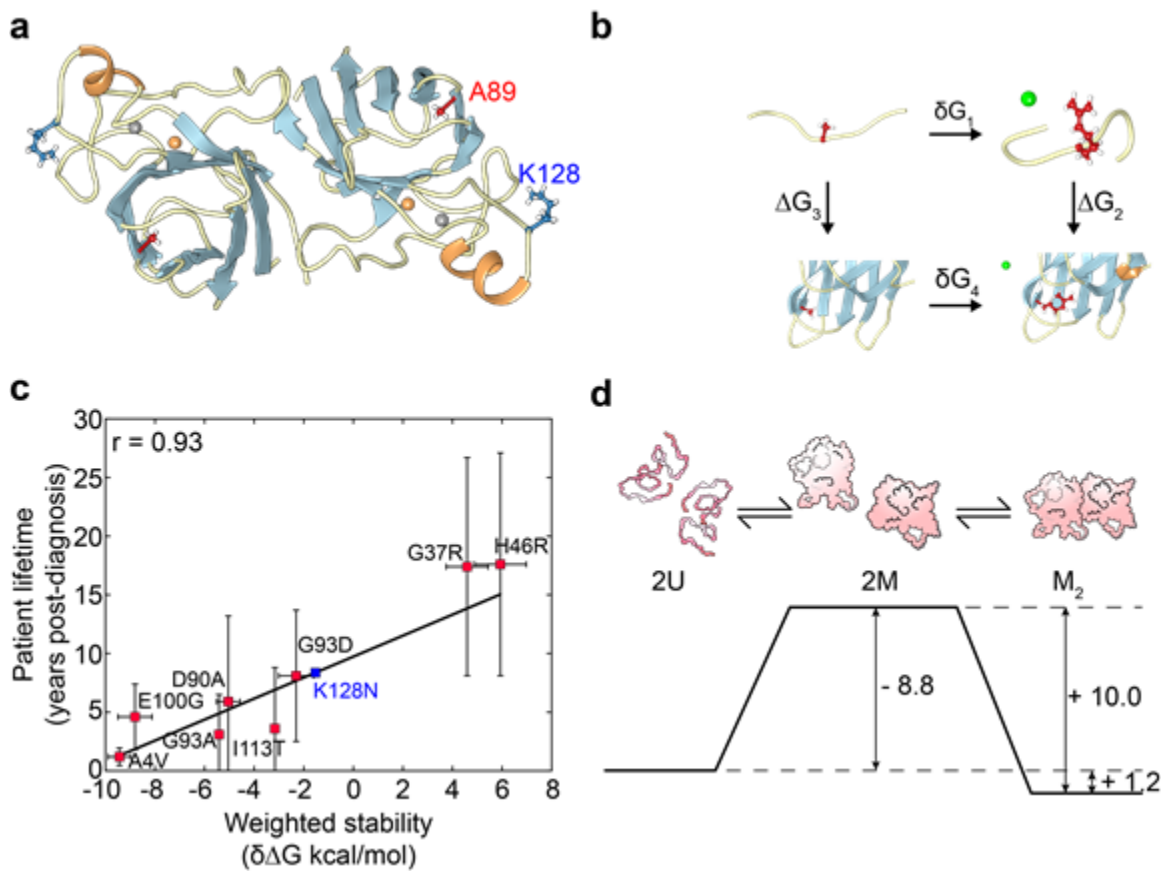 a
A89
K128
b
δG1
ΔG3
ΔG2
δG4
c
30
25
20
15
10
5
0
r = 0.93
G37R
H46R
G93D
D90A
K128N
E100G
G93A
I113T
A4V
-10 -8 -6 -4 -2 0 2 4 6 8
Patient lifetime
(years post-diagnosis)
Weighted stability
(δΔG kcal/mol)
d
2U 2M M2
- 8.8
+ 10.0
+ 1.2